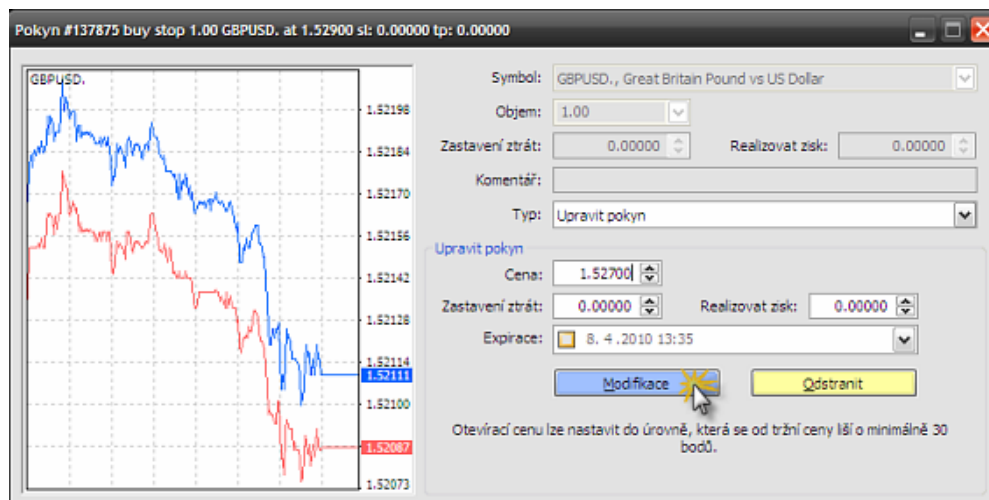 Pokyn #137875 buy stop 1.00 GBPUSD. at 1.52900 sl: 0.00000 tp: 0.00000
GBPUSD.
1.52198
1.52184
1.52170
1.52156
1.52142
1.52128
1.52114
1.52111
1.52100
1.52087
1.52073
Symbol: GBPUSD., Great Britain Pound vs US Dollar
Objem: 1.00
Zastavení ztrát: 0.00000 Realizovat zisk: 0.00000
Komentář:
Typ: Upravit pokyn
Upravit pokyn
Cena: 1.52700
Zastavení ztrát: 0.00000 Realizovat zisk: 0.00000
Expirace: 8. 4 .2010 13:35
Modifikace Odstranit
Otevírací cenu lze nastavit do úrovně, která se od tržní ceny liší o minimálně 30
bodů.